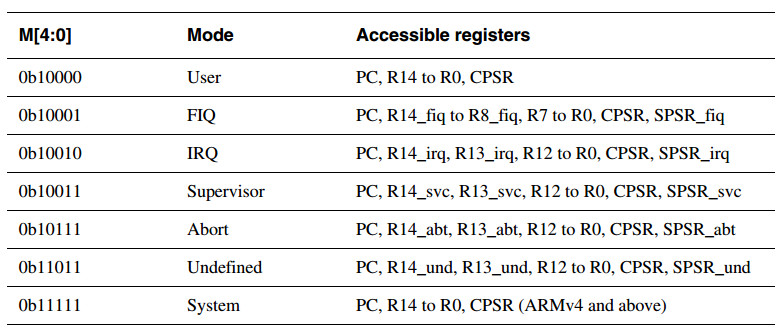 M[4:0] Mode Accessible registers
0b10000 User PC, R14 to R0, CPSR
0b10001 FIQ PC, R14_fiq to R8_fiq, R7 to R0, CPSR, SPSR_fiq
0b10010 IRQ PC, R14_irq, R13_irq, R12 to R0, CPSR, SPSR_irq
0b10011 Supervisor PC, R14_svc, R13_svc, R12 to R0, CPSR, SPSR_svc
0b10111 Abort PC, R14_abt, R13_abt, R12 to R0, CPSR, SPSR_abt
0b11011 Undefined PC, R14_und, R13_und, R12 to R0, CPSR, SPSR_und
0b11111 System PC, R14 to R0, CPSR (ARMv4 and above)